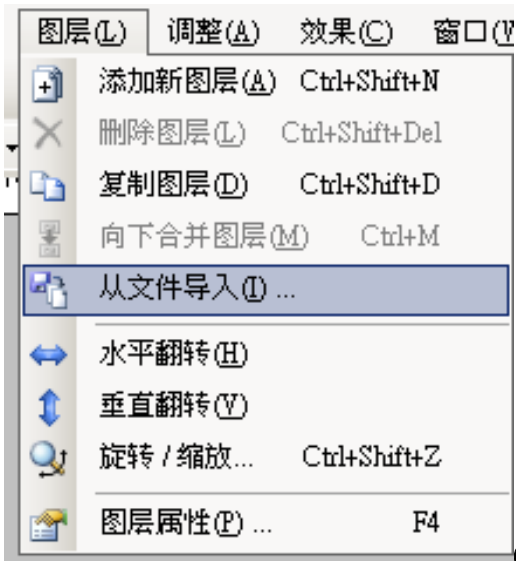 图层(L) 调整(A) 效果(C) 窗口(
添加新图层(A) Ctrl+Shift+N
删除图层(L) Ctrl+Shift+Del
复制图层(D) Ctrl+Shift+D
向下合并图层(M) Ctrl+M
从文件导入(I) ...
水平翻转(H)
垂直翻转(V)
旋转 / 缩放... Ctrl+Shift+Z
图层属性(P) ... F4